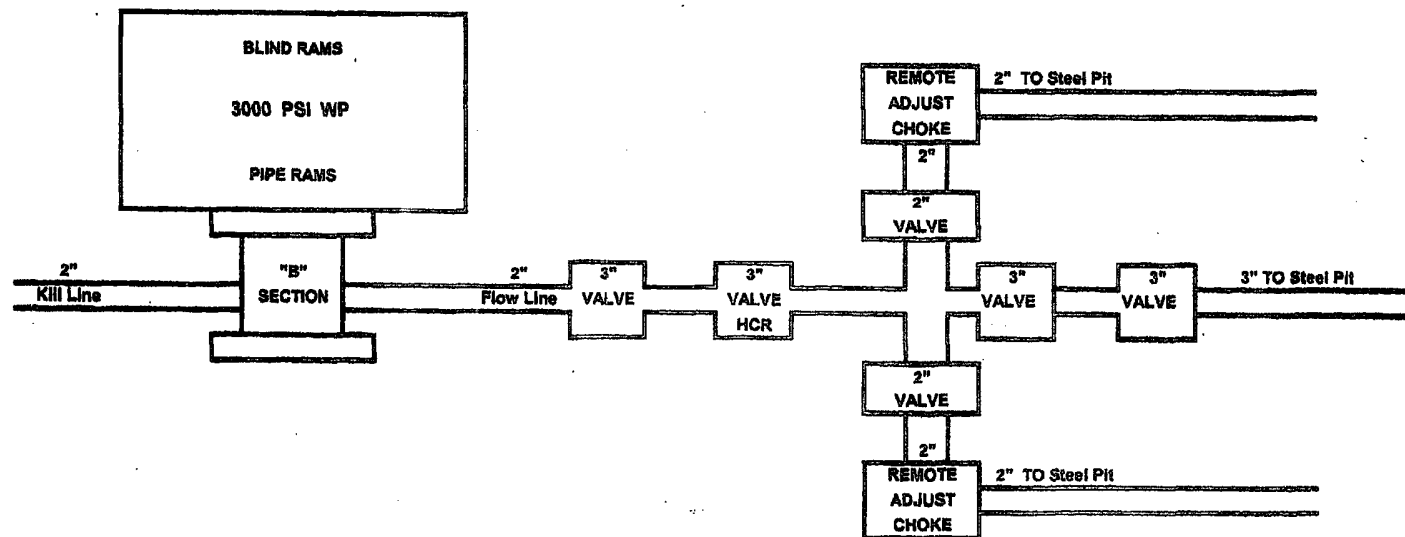 BLIND RAMS
3000 PSI WP
PIPE RAMS
2"
Kill Line
"B"
SECTION
2"
Flow Line
3"
VALVE
3"
VALVE
HCR
REMOTE
ADJUST
CHOKE
2" TO Steel Pit
2"
2"
VALVE
3"
VALVE
3"
VALVE
3" TO Steel Pit
2"
VALVE
2"
REMOTE
ADJUST
CHOKE
2" TO Steel Pit